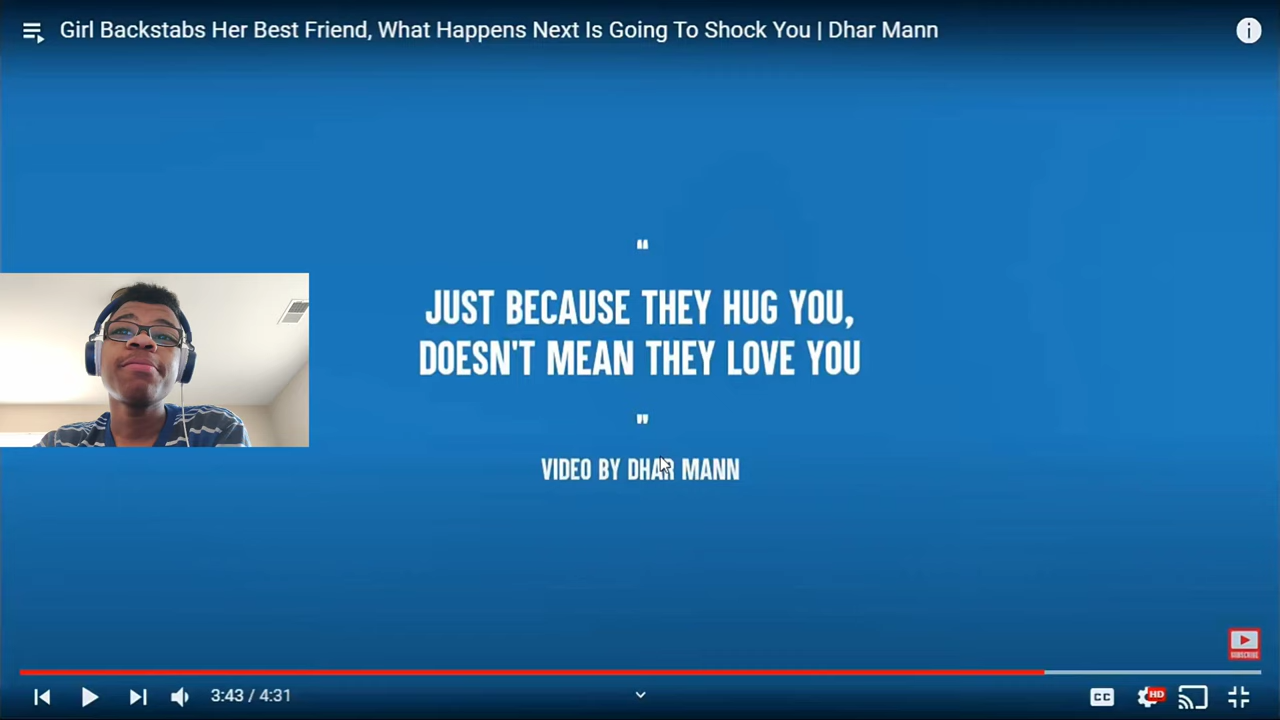 Girl Backstabs Her Best Friend, What Happens Next Is Going To Shock You | Dhar Mann
"
JUST BECAUSE THEY HUG YOU,
DOESN'T MEAN THEY LOVE YOU
"
VIDEO BY DHAR MANN
SUBSCRIBE
3:43 / 4:31
CC
HD